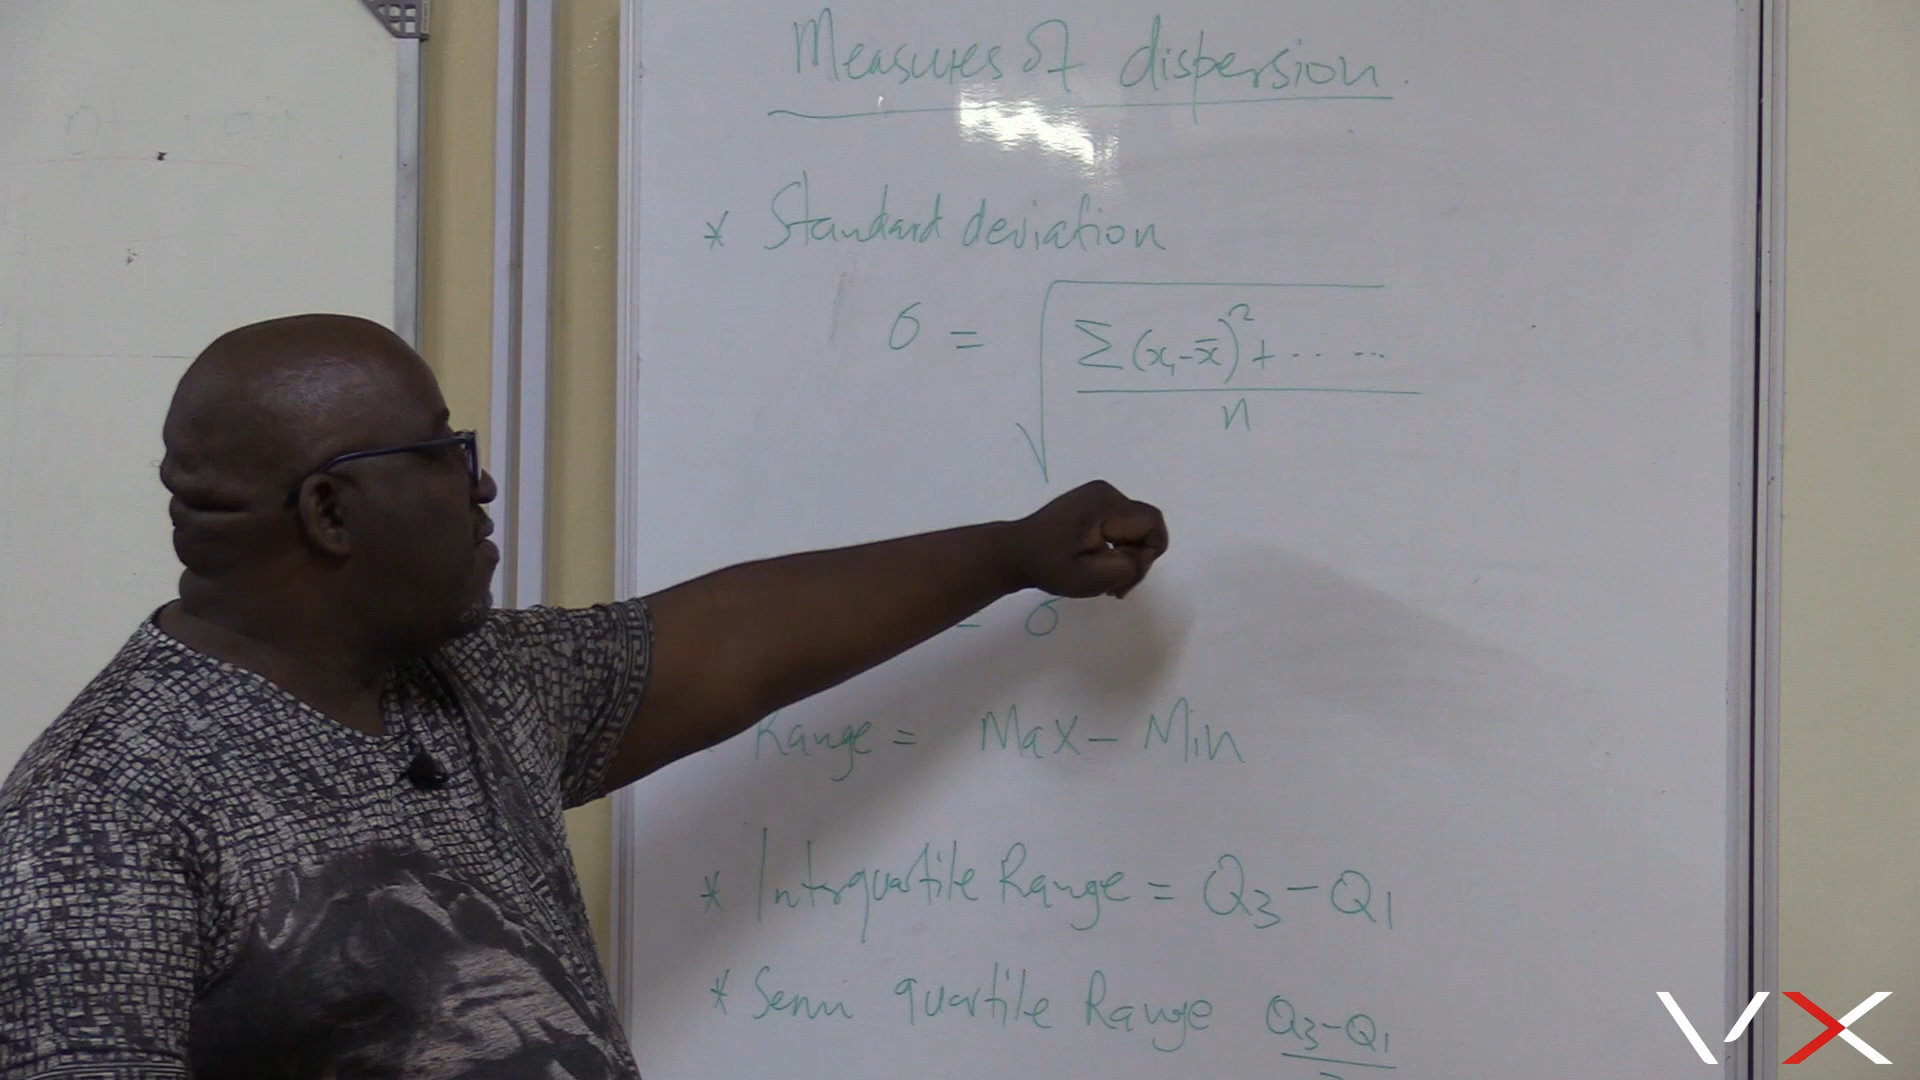 Measures of dispersion.
* Standard deviation
σ = √ Σ(x₁-x̄)² + .. ...
n
= σ
Range = Max - Min
* Interquartile Range = Q₃ - Q₁
* Semi quartile Range Q₃-Q₁
VX